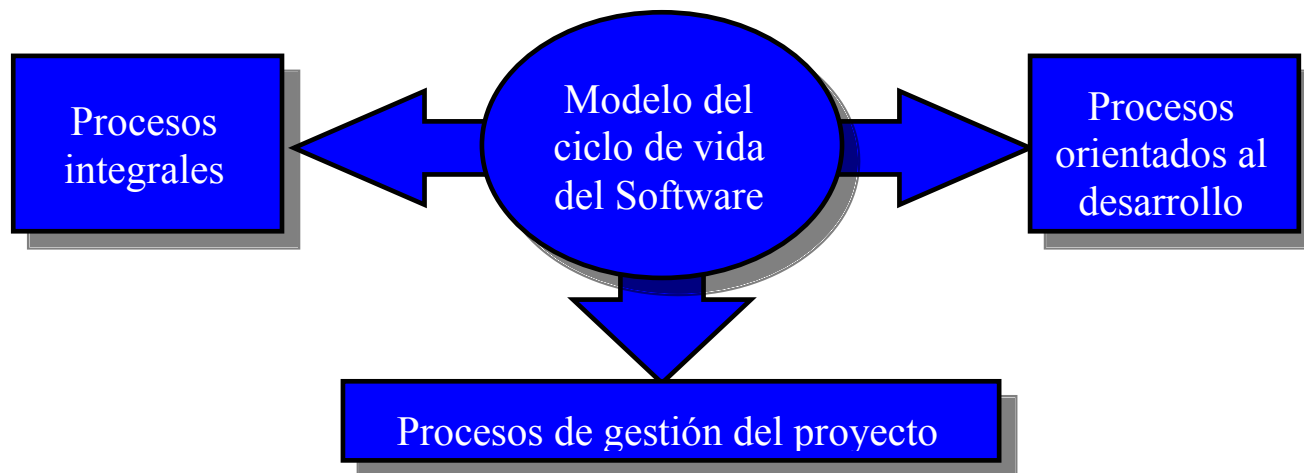 Procesos
integrales
Modelo del
ciclo de vida
del Software
Procesos
orientados al
desarrollo
Procesos de gestión del proyecto